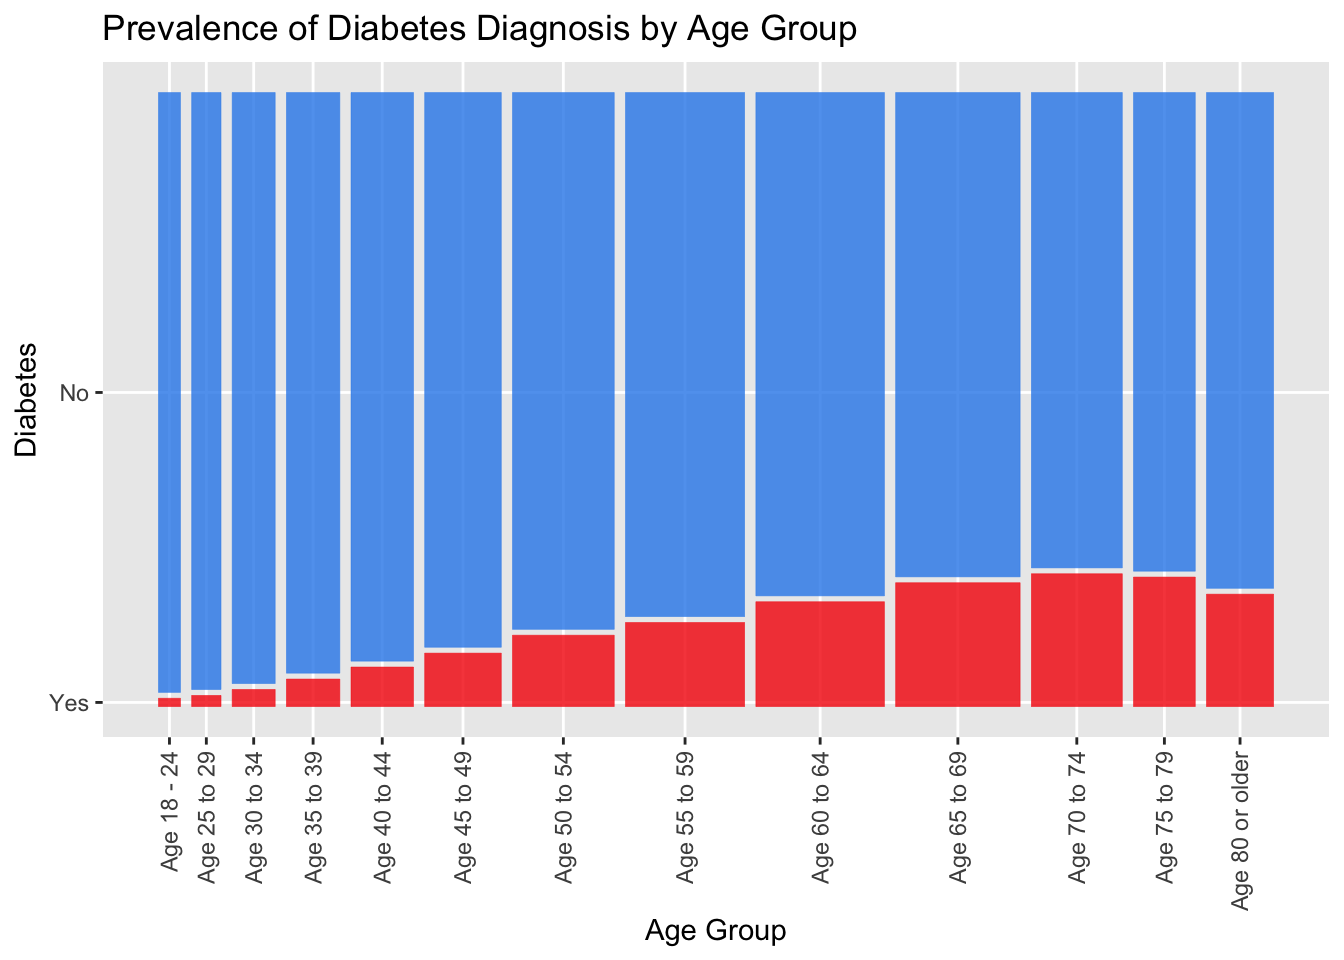 Prevalence of Diabetes Diagnosis by Age Group
Diabetes
No
Yes
Age 18 - 24
Age 25 to 29
Age 30 to 34
Age 35 to 39
Age 40 to 44
Age 45 to 49
Age 50 to 54
Age 55 to 59
Age 60 to 64
Age 65 to 69
Age 70 to 74
Age 75 to 79
Age 80 or older
Age Group